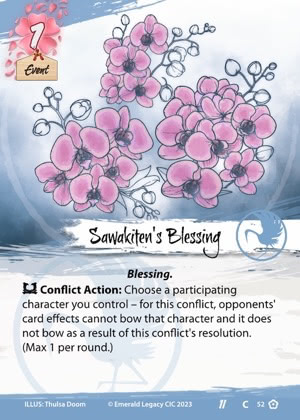 1
Event
Sawakiten's Blessing
Blessing.
Conflict Action: Choose a participating
character you control – for this conflict, opponents'
card effects cannot bow that character and it does
not bow as a result of this conflict's resolution.
(Max 1 per round.)
ILLUS: Thulsa Doom © Emerald Legacy CIC 2023 C 52